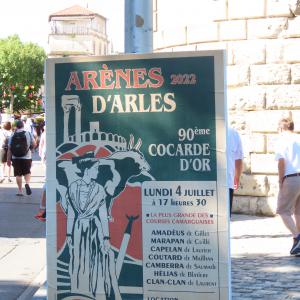 ARÈNES 2022
D'ARLES
90ème
COCARDE
D'OR
LUNDI 4 JUILLET
à 17 HEURES 30
LA PLUS GRANDE DES
COURSES CAMARGUAISES
AMADÉUS de Gillet
MARAPAN de Cuillé
CAPELAN de Lautier
COUTARD de Mailhan
CAMBERRA de Saumade
HÉLIAS de Blatière
CLAN-CLAN de Laurent
LOCATION